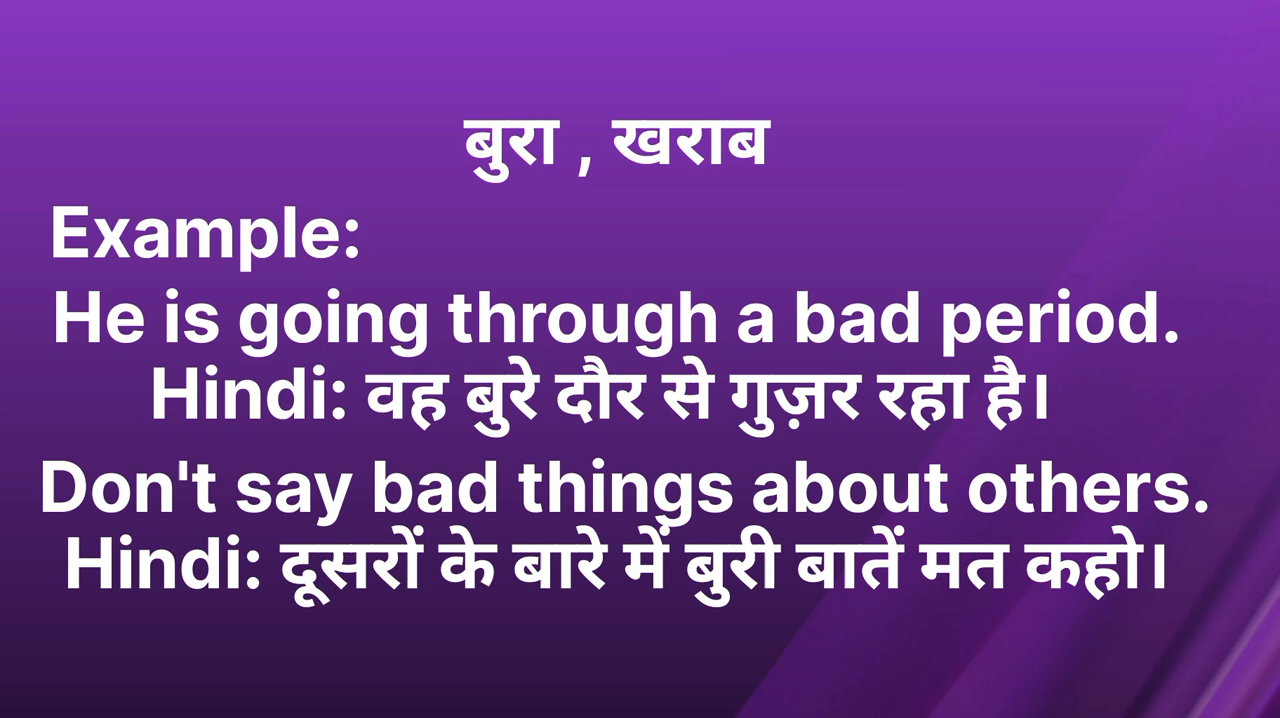 बुरा , खराब
Example:
He is going through a bad period.
Hindi: वह बुरे दौर से गुज़र रहा है।
Don't say bad things about others.
Hindi: दूसरों के बारे में बुरी बातें मत कहो।